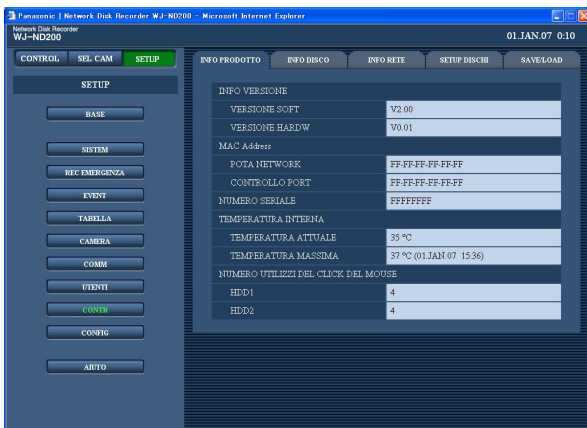 Panasonic | Network Disk Recorder WJ-ND200 - Microsoft Internet Explorer
Network Disk Recorder
WJ-ND200
01.JAN.07 0:10
CONTROL SEL CAM SETUP
INFO PRODOTTO INFO DISCO INFO RETE SETUP DISCHI SAVE/LOAD
SETUP
BASE
SISTEM
REC EMERGENZA
EVENT
TABELLA
CAMERA
COMM
UTENTI
CONTR
CONFIG
AIUTO
INFO VERSIONE
VERSIONE SOFT V2.00
VERSIONE HARDW V0.01
MAC Address
POTA NETWORK FF-FF-FF-FF-FF-FF
CONTROLLO PORT FF-FF-FF-FF-FF-FF
NUMERO SERIALE FFFFFFFF
TEMPERATURA INTERNA
TEMPERATURA ATTUALE 35 °C
TEMPERATURA MASSIMA 37 °C (01.JAN.07 15:36)
NUMERO UTILIZZI DEL CLICK DEL MOUSE
HDD1 4
HDD2 4